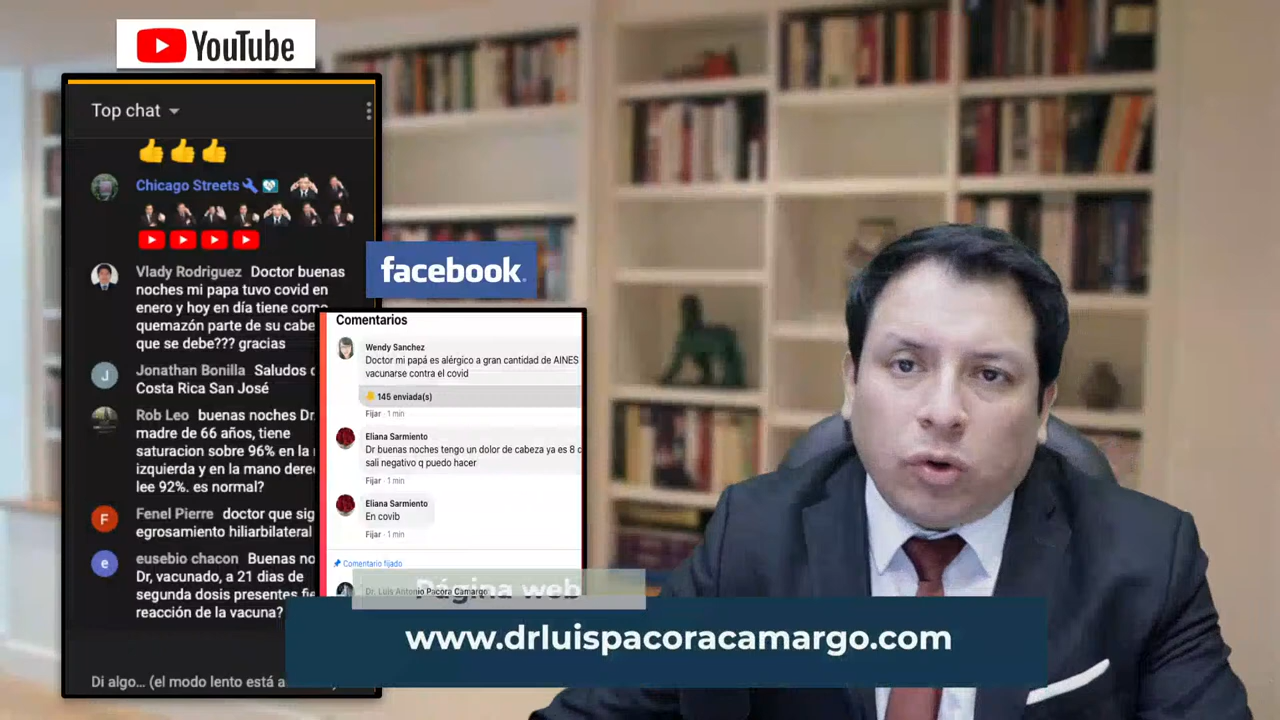 YouTube
Top chat
Chicago Streets
Vlady Rodriguez Doctor buenas
noches mi papa tuvo covid en
enero y hoy en día tiene como
quemazón parte de su cabe
que se debe??? gracias
Jonathan Bonilla Saludos
Costa Rica San José
Rob Leo buenas noches Dr.
madre de 66 años, tiene
saturacion sobre 96% en la
izquierda y en la mano dere
lee 92%. es normal?
Fenel Pierre doctor que sig
egrosamiento hiliarbilateral
eusebio chacon Buenas no
Dr, vacunado, a 21 dias de
segunda dosis presentes fie
reacción de la vacuna?
Di algo... (el modo lento está a
facebook
Comentarios
Wendy Sanchez
Doctor mi papá es alérgico a gran cantidad de AINES
vacunarse contra el covid
145 enviada(s)
Fijar · 1 min
Eliana Sarmiento
Dr buenas noches tengo un dolor de cabeza ya es 8
sali negativo q puedo hacer
Fijar · 1 min
Eliana Sarmiento
En covib
Fijar · 1 min
Comentario fijado
Dr. Luis Antonio Pacora Camargo
Página web
www.drluispacoracamargo.com